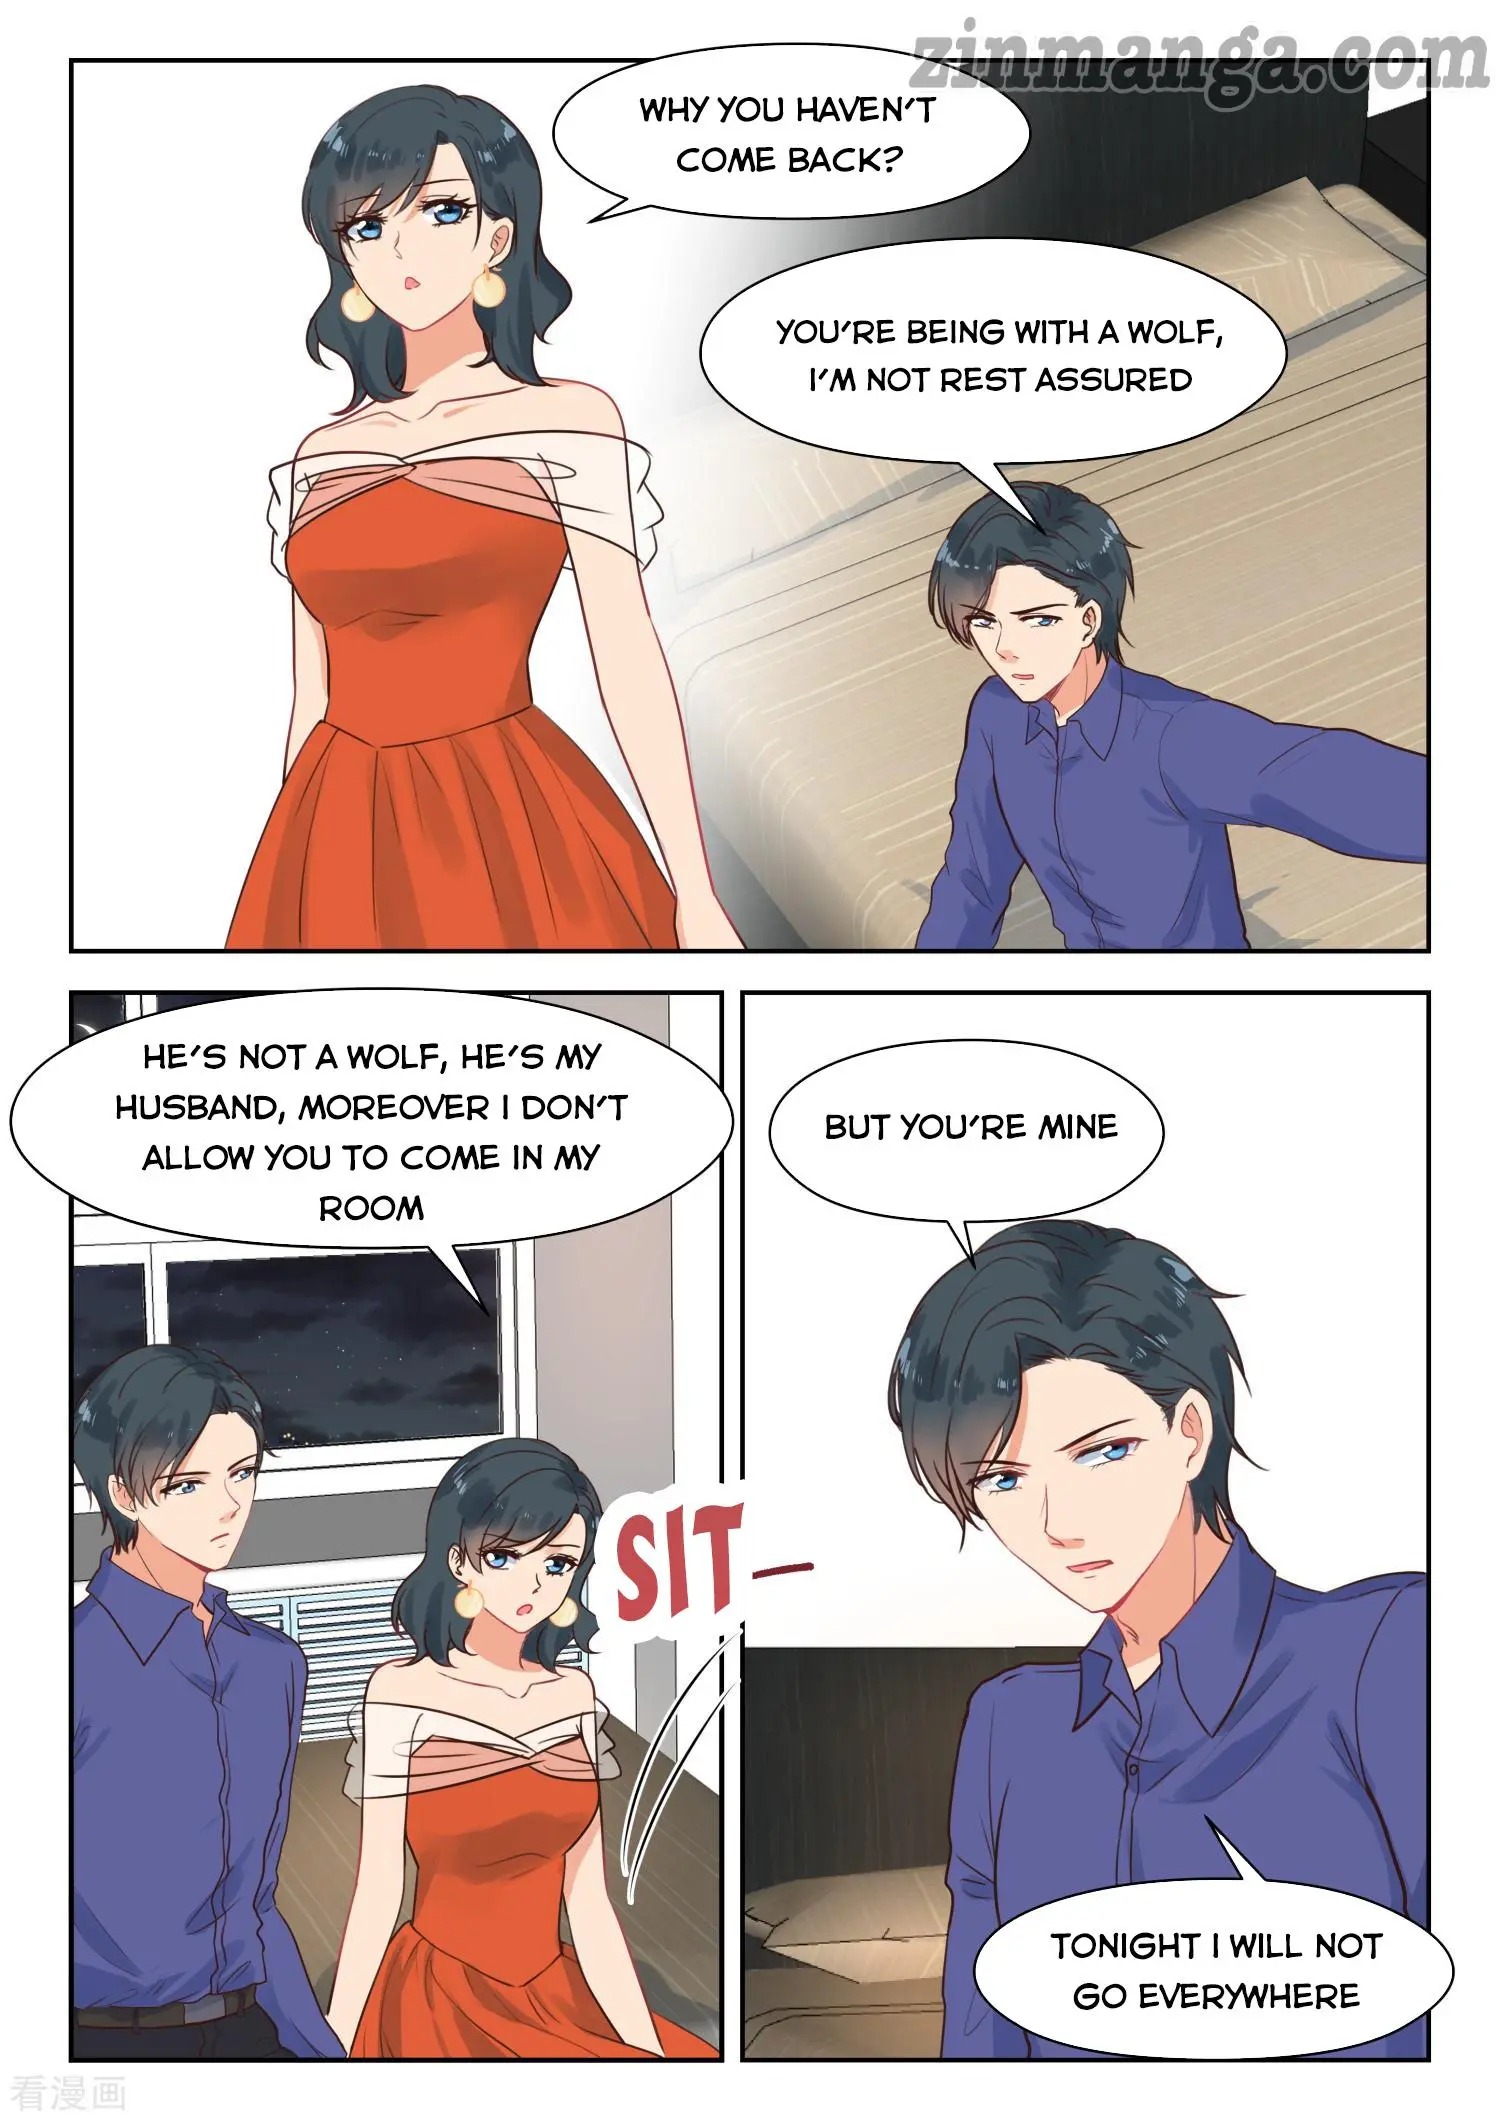 zinmanga.com
WHY YOU HAVEN'T
COME BACK?
YOU'RE BEING WITH A WOLF,
I'M NOT REST ASSURED
HE'S NOT A WOLF, HE'S MY
HUSBAND, MOREOVER I DON'T
ALLOW YOU TO COME IN MY
ROOM
SIT—
BUT YOU'RE MINE
TONIGHT I WILL NOT
GO EVERYWHERE
看漫画